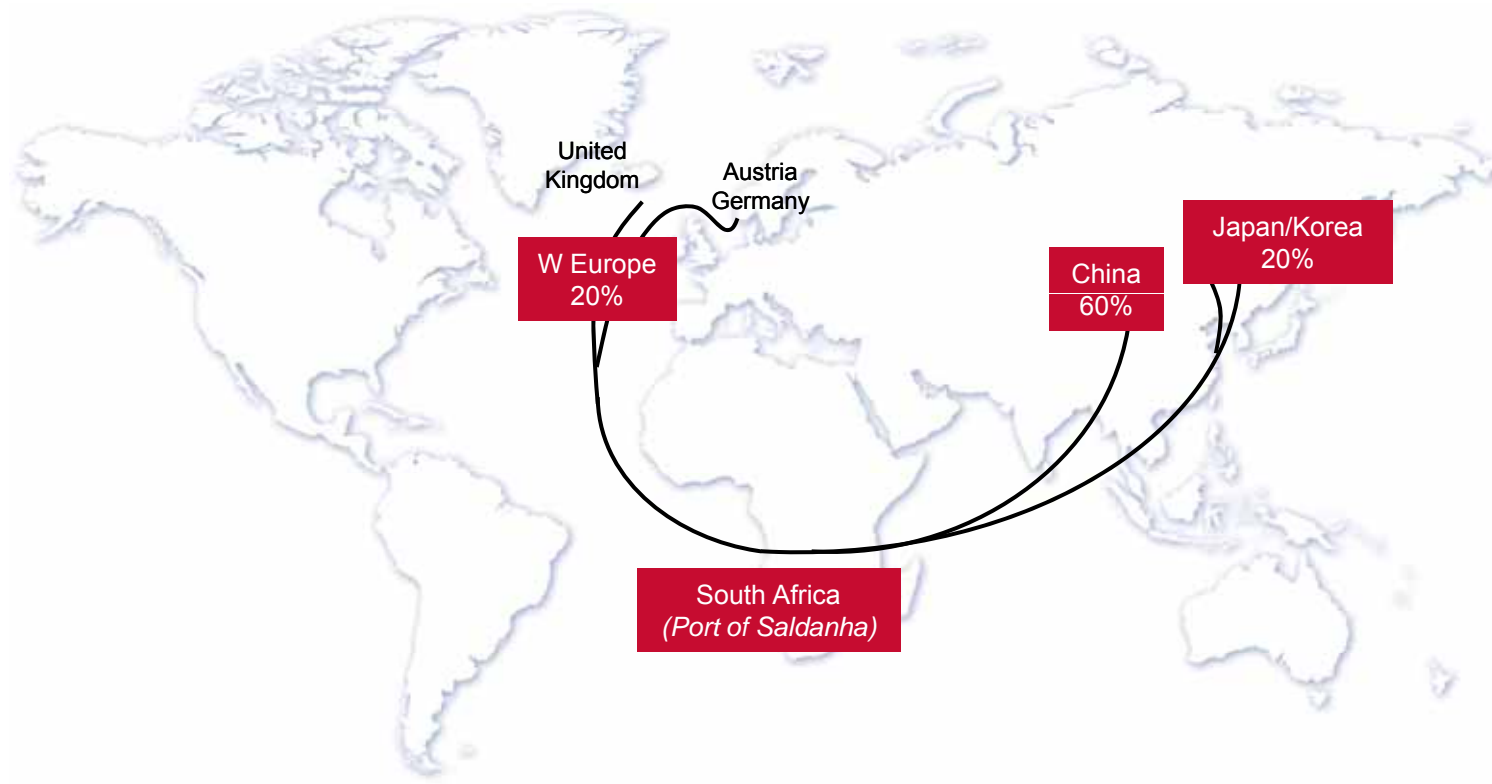 United
Kingdom
Austria
Germany
W Europe
20%
China
60%
Japan/Korea
20%
South Africa
(Port of Saldanha)